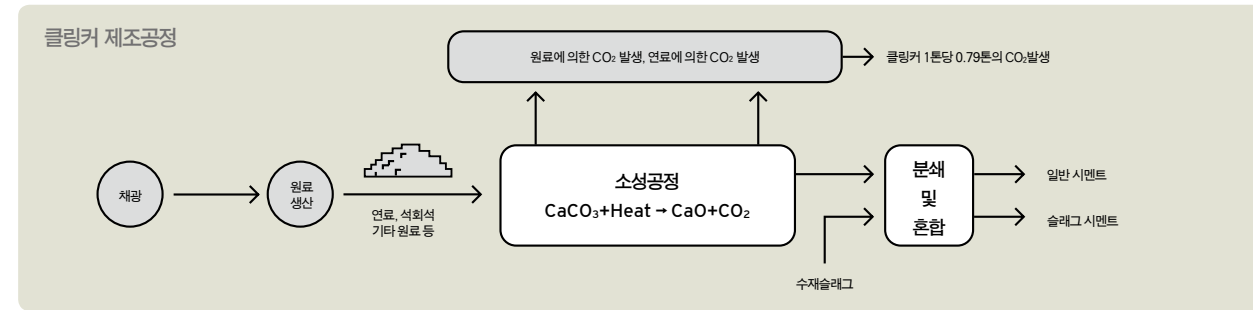 클링커 제조공정
원료에 의한 CO₂ 발생, 연료에 의한 CO₂ 발생
클링커 1톤당 0.79톤의 CO₂발생
채광
원료
생산
연료, 석회석
기타 원료 등
소성공정
CaCO₃+Heat → CaO+CO₂
분쇄
및
혼합
일반 시멘트
슬래그 시멘트
수재슬래그